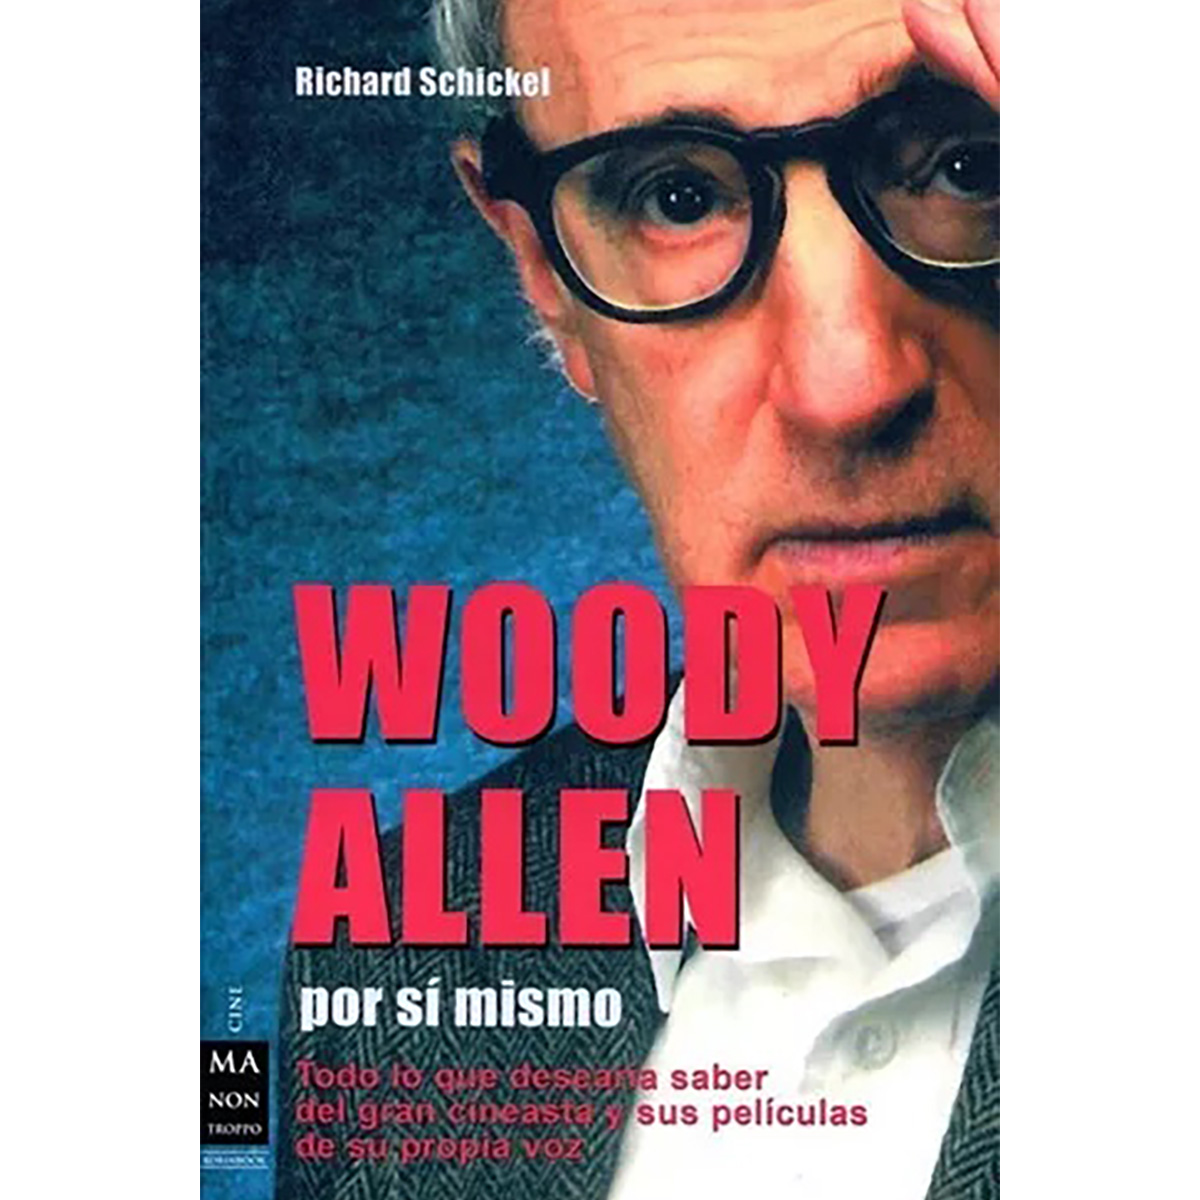 Richard Schickel
WOODY
ALLEN
por sí mismo
Todo lo que desearía saber
del gran cineasta y sus películas
de su propia voz
CINE
MA
NON
TROPPO